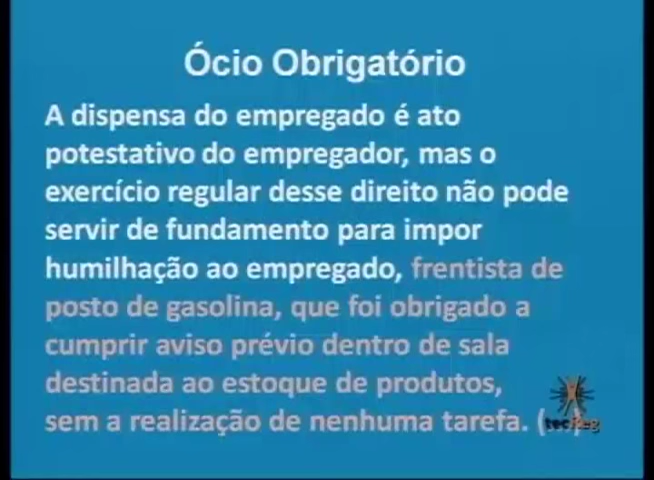 Ócio Obrigatório
A dispensa do empregado é ato
potestativo do empregador, mas o
exercício regular desse direito não pode
servir de fundamento para impor
humilhação ao empregado, frentista de
posto de gasolina, que foi obrigado a
cumprir aviso prévio dentro de sala
destinada ao estoque de produtos,
sem a realização de nenhuma tarefa. (...)
tecReg